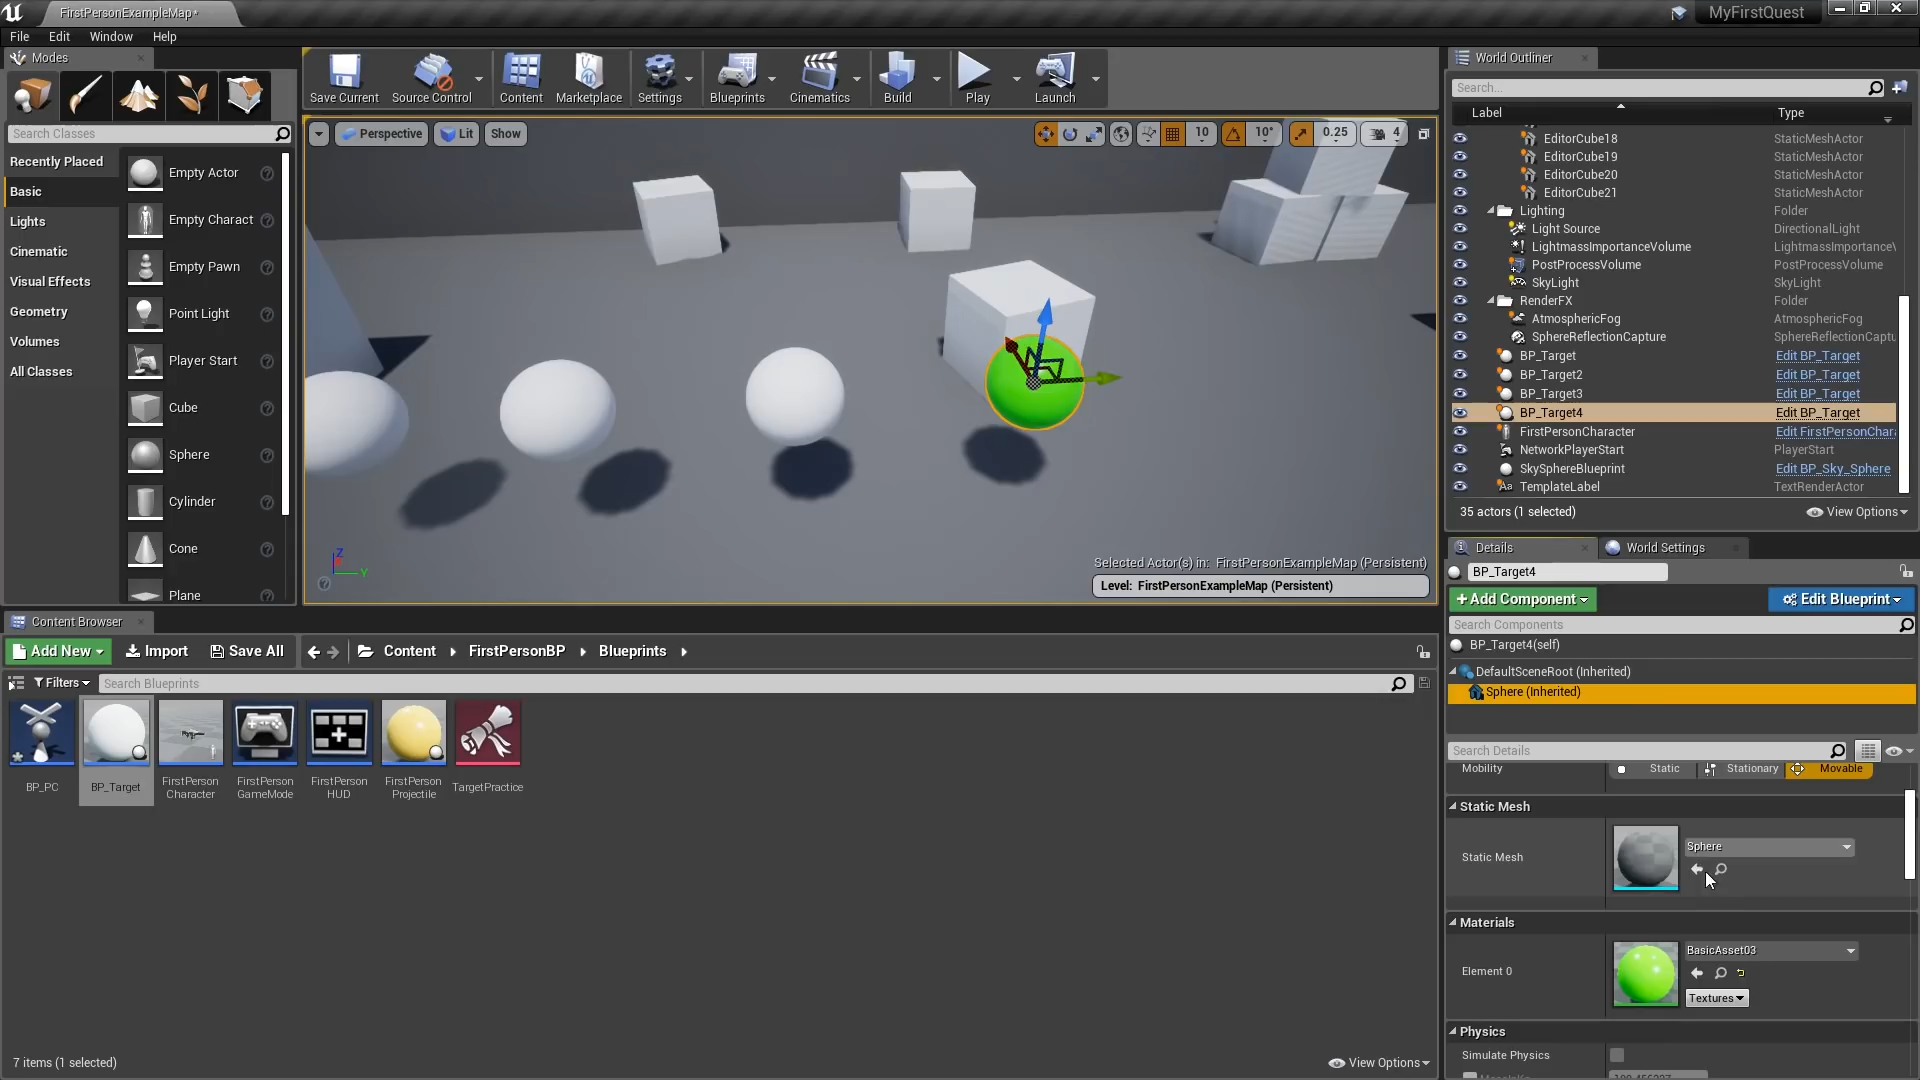 FirstPersonExampleMap*
MyFirstQuest
File Edit Window Help
Modes
Save Current
Source Control
Content
Marketplace
Settings
Blueprints
Cinematics
Build
Play
Launch
Search Classes
Recently Placed
Basic
Lights
Cinematic
Visual Effects
Geometry
Volumes
All Classes
Empty Actor
Empty Charact
Empty Pawn
Point Light
Player Start
Cube
Sphere
Cylinder
Cone
Plane
Perspective
Lit
Show
10
10°
0.25
4
Z
Y
Selected Actor(s) in: FirstPersonExampleMap (Persistent)
Level: FirstPersonExampleMap (Persistent)
World Outliner
Search...
Label Type
EditorCube18 StaticMeshActor
EditorCube19 StaticMeshActor
EditorCube20 StaticMeshActor
EditorCube21 StaticMeshActor
Lighting Folder
Light Source DirectionalLight
LightmassImportanceVolume LightmassImportanceV
PostProcessVolume PostProcessVolume
SkyLight SkyLight
RenderFX Folder
AtmosphericFog AtmosphericFog
SphereReflectionCapture SphereReflectionCaptu
BP_Target Edit BP_Target
BP_Target2 Edit BP_Target
BP_Target3 Edit BP_Target
BP_Target4 Edit BP_Target
FirstPersonCharacter Edit FirstPersonChara
NetworkPlayerStart PlayerStart
SkySphereBlueprint Edit BP_Sky_Sphere
TemplateLabel TextRenderActor
35 actors (1 selected)
View Options
Details
World Settings
BP_Target4
+Add Component
Edit Blueprint
Search Components
BP_Target4(self)
DefaultSceneRoot (Inherited)
Sphere (Inherited)
Search Details
Mobility Static Stationary Movable
Static Mesh
Static Mesh
Sphere
Materials
Element 0
BasicAsset03
Textures
Physics
Simulate Physics
Content Browser
Add New
Import
Save All
Content
FirstPersonBP
Blueprints
Filters
Search Blueprints
BP_PC
BP_Target
FirstPerson
Character
FirstPerson
GameMode
FirstPerson
HUD
FirstPerson
Projectile
TargetPractice
7 items (1 selected)
View Options